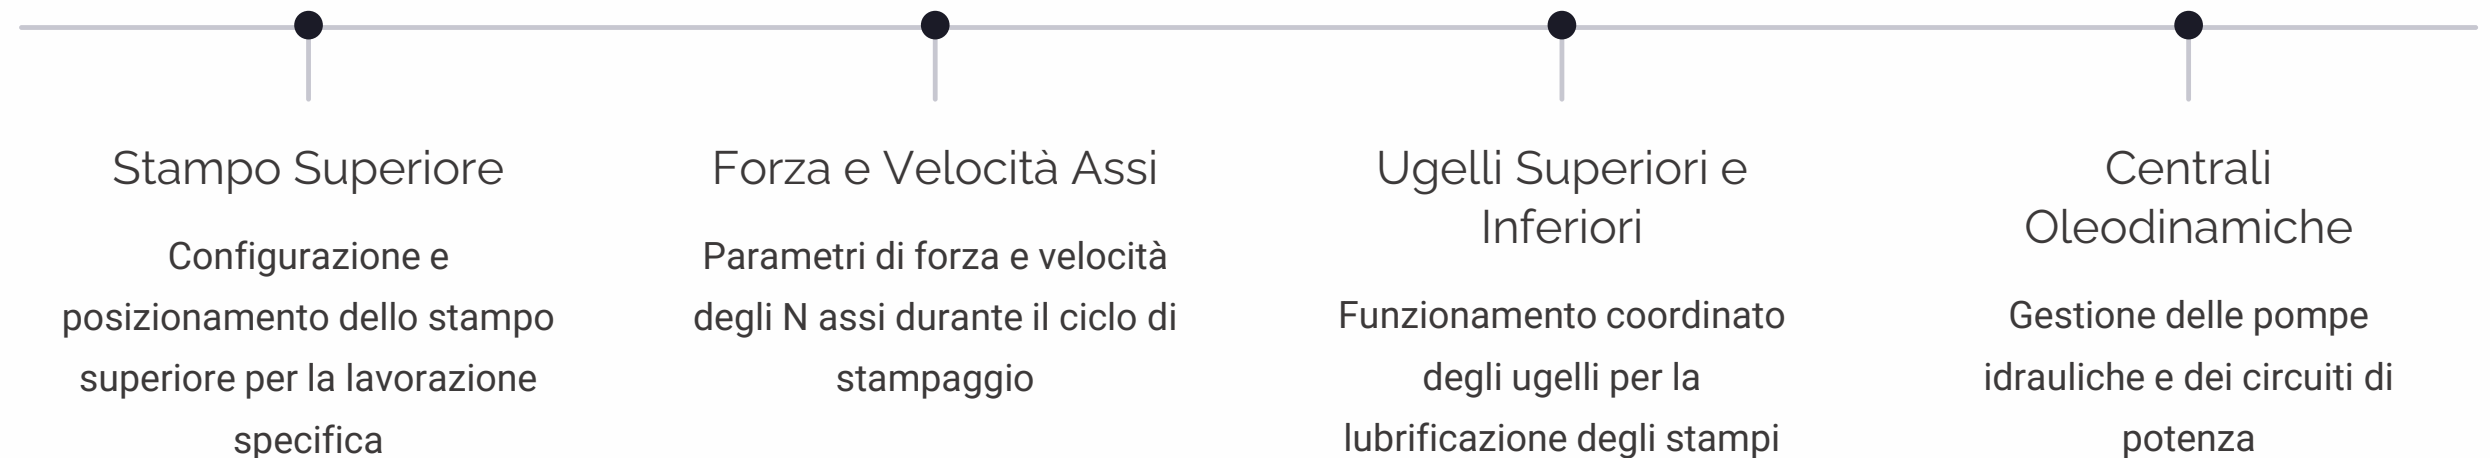 Stampo Superiore
Configurazione e
posizionamento dello stampo
superiore per la lavorazione
specifica
Forza e Velocità Assi
Parametri di forza e velocità
degli N assi durante il ciclo di
stampaggio
Ugelli Superiori e
Inferiori
Funzionamento coordinato
degli ugelli per la
lubrificazione degli stampi
Centrali
Oleodinamiche
Gestione delle pompe
idrauliche e dei circuiti di
potenza